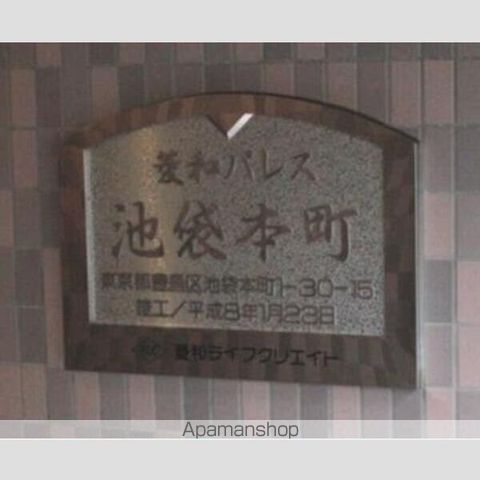 菱和パレス
池袋本町
東京都豊島区池袋本町1-30-15
竣工/平成8年1月23日
菱和ライフクリエイト
Apamanshop